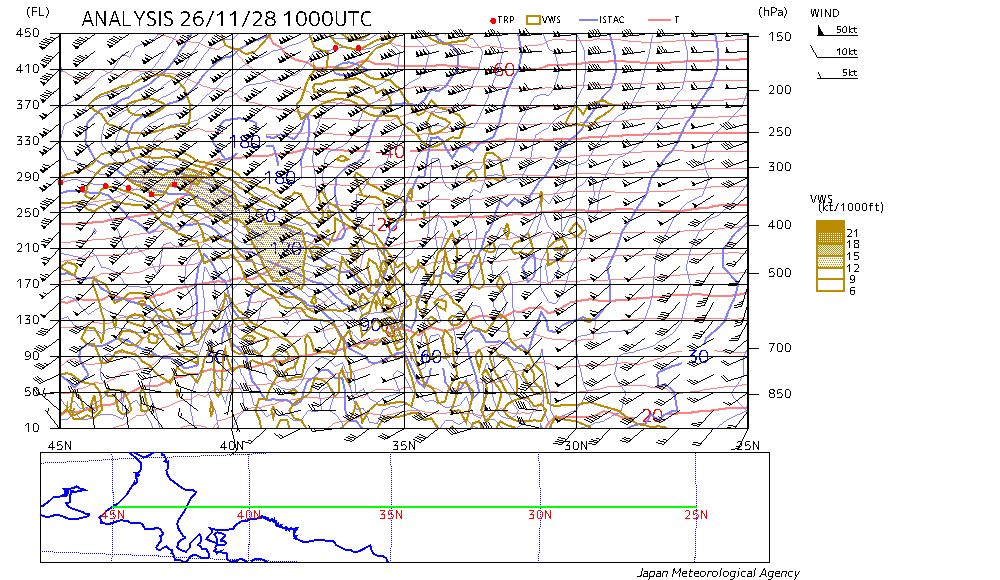 (FL) ANALYSIS 26/11/28 1000UTC TRP VWS ISTAC T (hPa) WIND
450 150 50kt
410 -60 10kt
370 200 5kt
330 180 250
-40
290 180 300
250 150 VWS
(kt/1000ft)
20 400
210 120 21
18
15
170 500 12
9
6
130 90
90 30 60 30 700
50 850
10 20
45N 40N 35N 30N 25N
45N 40N 35N 30N 25N
Japan Meteorological Agency